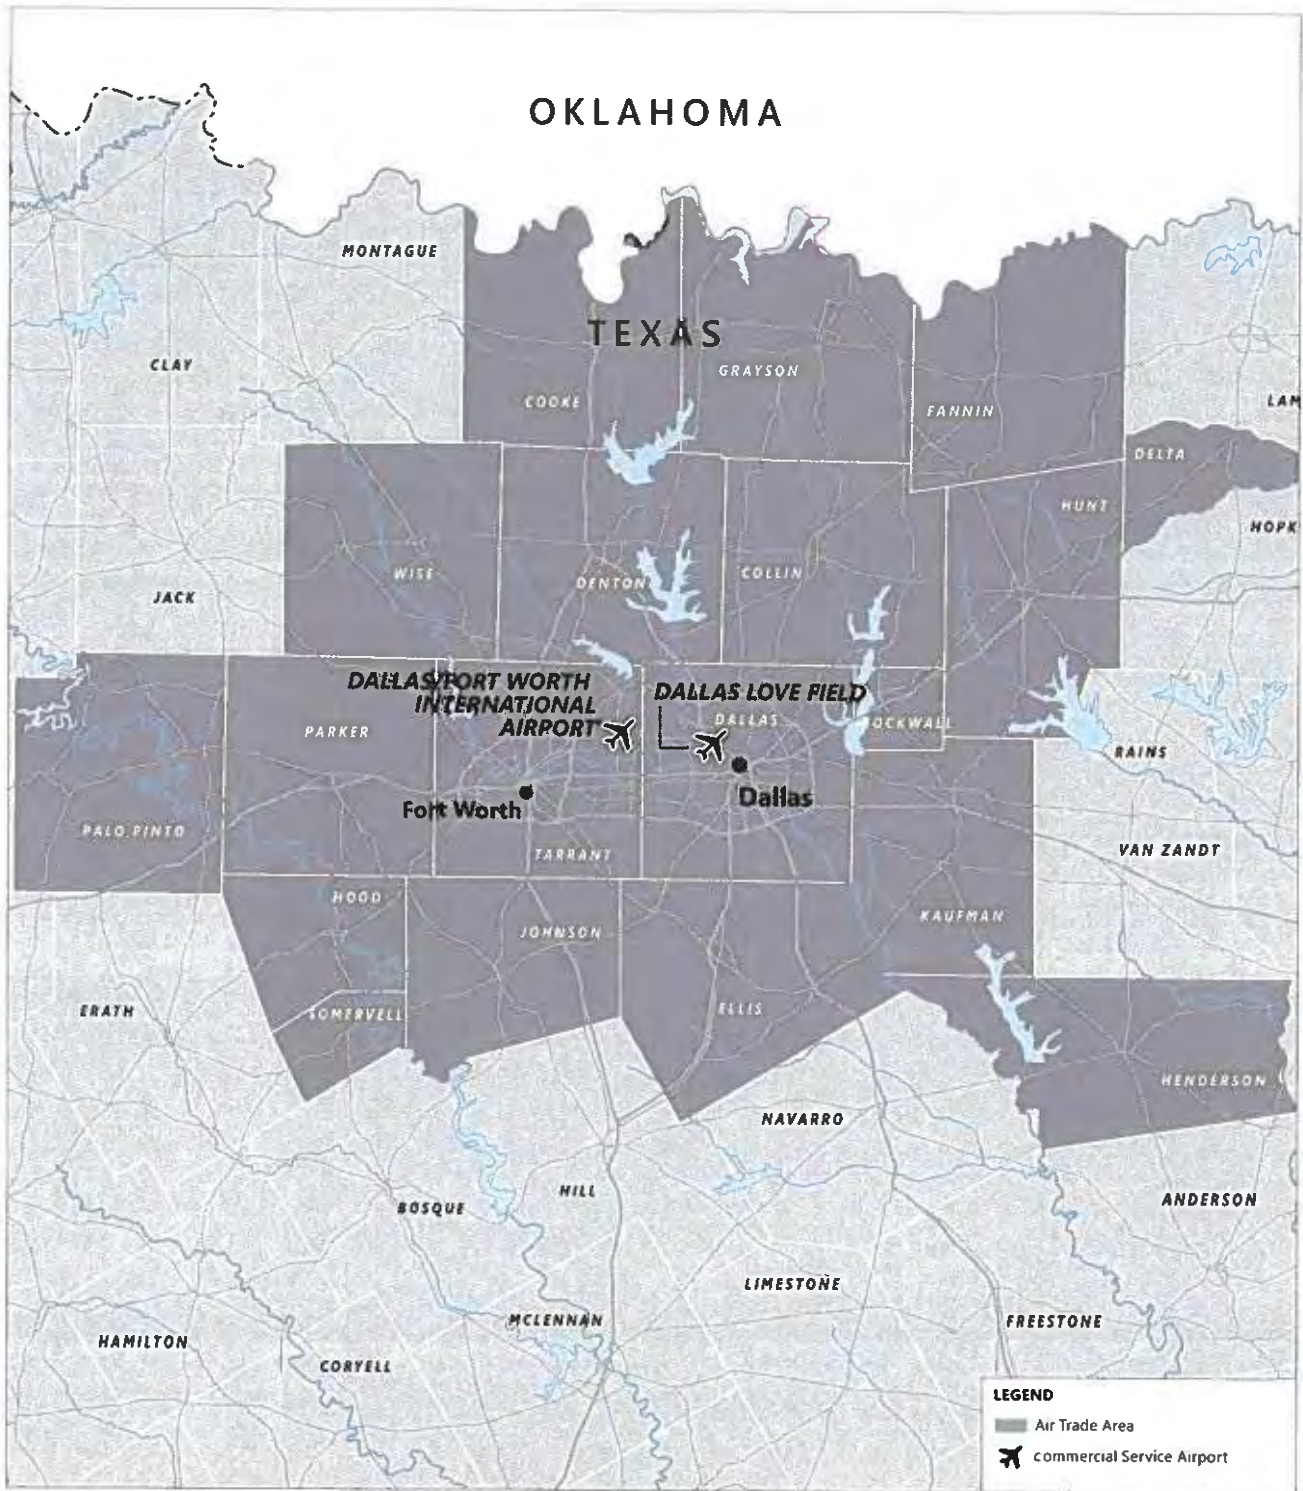 OKLAHOMA
MONTAGUE
TEXAS
CLAY
GRAYSON
COOKE
LAM
FANNIN
DELTA
HUNT
HOPK
WISE
DENTON
COLLIN
JACK
DALLAS/FORT WORTH
INTERNATIONAL
AIRPORT
DALLAS LOVE FIELD
DALLAS
ROCKWALL
PARKER
RAINS
Dallas
Fort Worth
PALO PINTO
TARRANT
VAN ZANDT
HOOD
KAUFMAN
JOHNSON
ERATH
SOMERVELL
ELLIS
HENDERSON
NAVARRO
HILL
ANDERSON
BOSQUE
LIMESTONE
MCLENNAN
FREESTONE
HAMILTON
CORYELL
LEGEND
Air Trade Area
commercial Service Airport